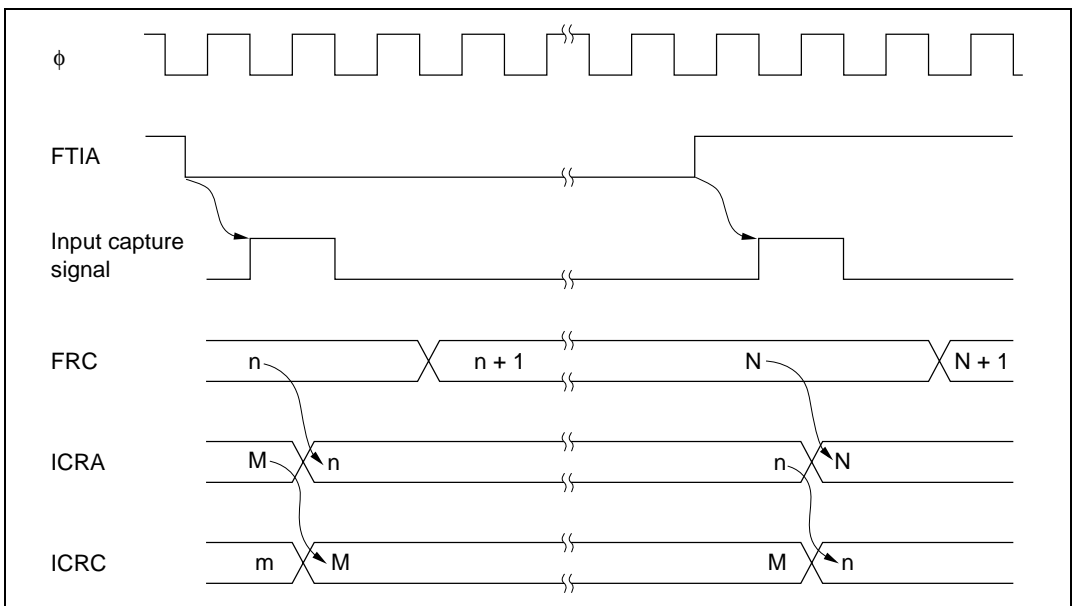 ϕ
FTIA
Input capture
signal
FRC
n
n + 1
N
N + 1
ICRA
M
n
n
N
ICRC
m
M
M
n